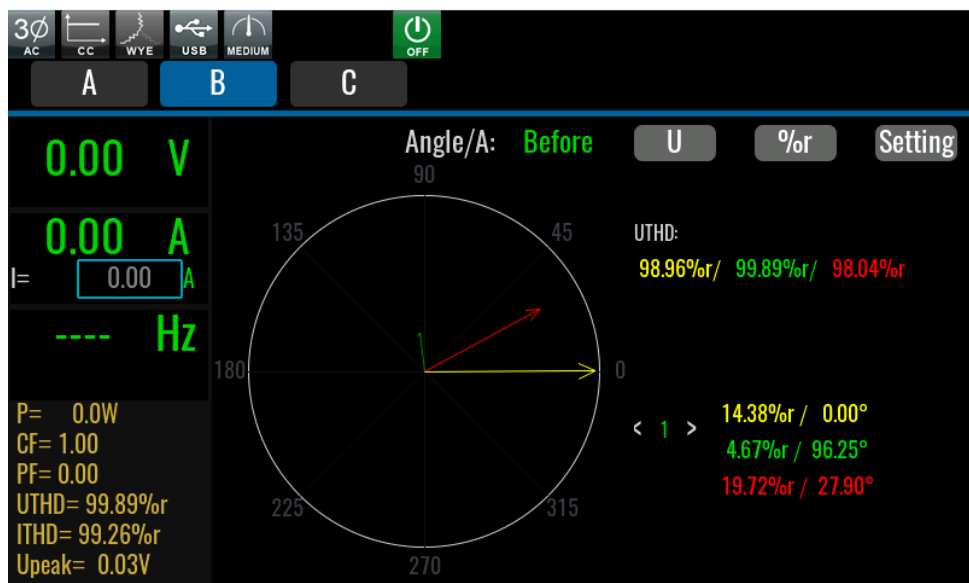 3Ø
AC
CC
WYE
USB
MEDIUM
OFF
A
B
C
0.00 V
0.00 A
I= 0.00 A
---- Hz
P= 0.0W
CF= 1.00
PF= 0.00
UTHD= 99.89%r
ITHD= 99.26%r
Upeak= 0.03V
Angle/A: Before
U
%r
Setting
90
135
45
180
0
225
315
270
1
UTHD:
98.96%r/ 99.89%r/ 98.04%r
< 1 >
14.38%r / 0.00°
4.67%r / 96.25°
19.72%r / 27.90°